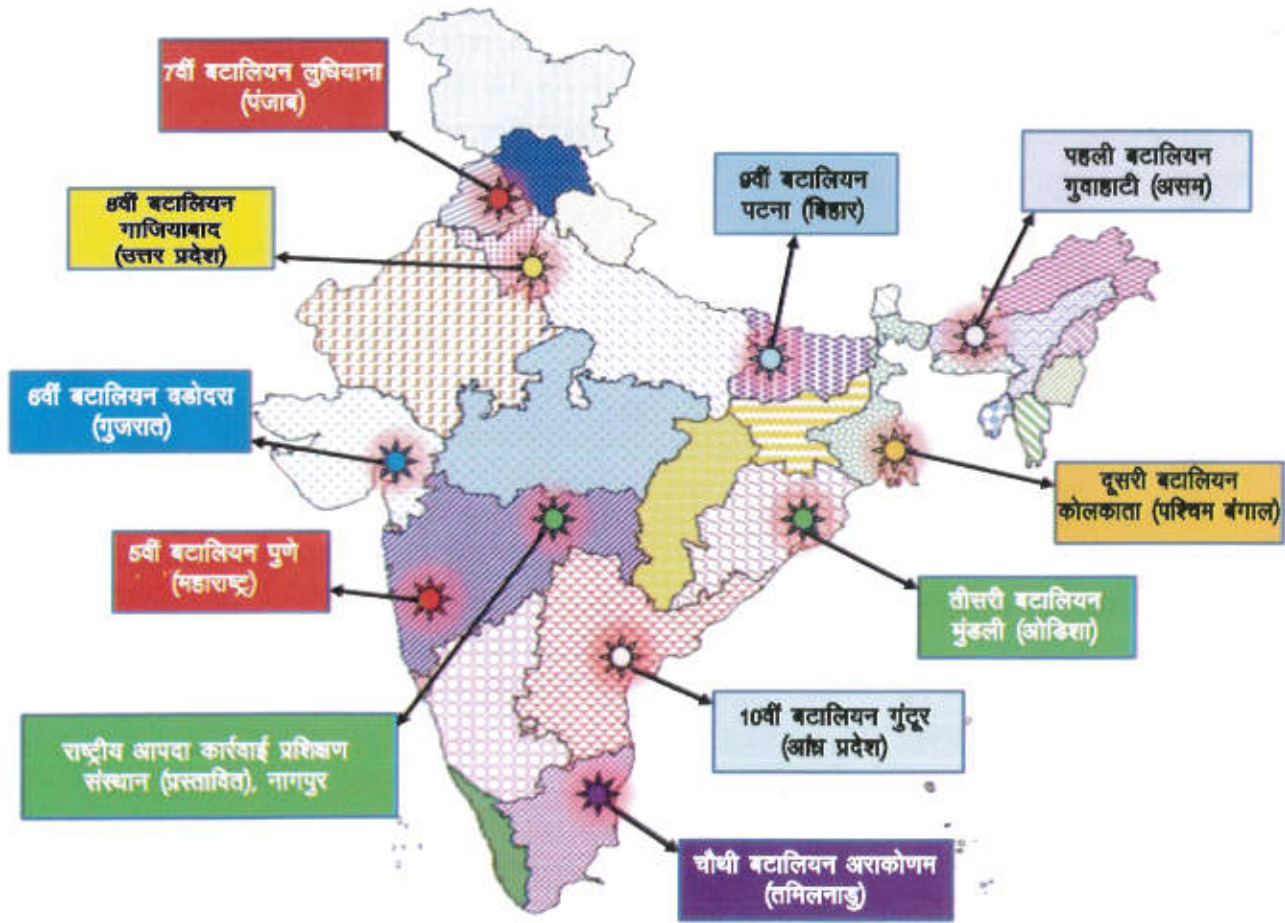 7वीं बटालियन लुधियाना
(पंजाब)
8वीं बटालियन
गाजियाबाद
(उत्तर प्रदेश)
9वीं बटालियन
पटना (बिहार)
पहली बटालियन
गुवाहाटी (असम)
6वीं बटालियन वडोदरा
(गुजरात)
दूसरी बटालियन
कोलकाता (पश्चिम बंगाल)
5वीं बटालियन पुणे
(महाराष्ट्र)
तीसरी बटालियन
मुंडली (ओडिशा)
10वीं बटालियन गुंटूर
(आंध्र प्रदेश)
राष्ट्रीय आपदा कार्रवाई प्रशिक्षण
संस्थान (प्रस्तावित), नागपुर
चौथी बटालियन अराकोणम
(तमिलनाडु)